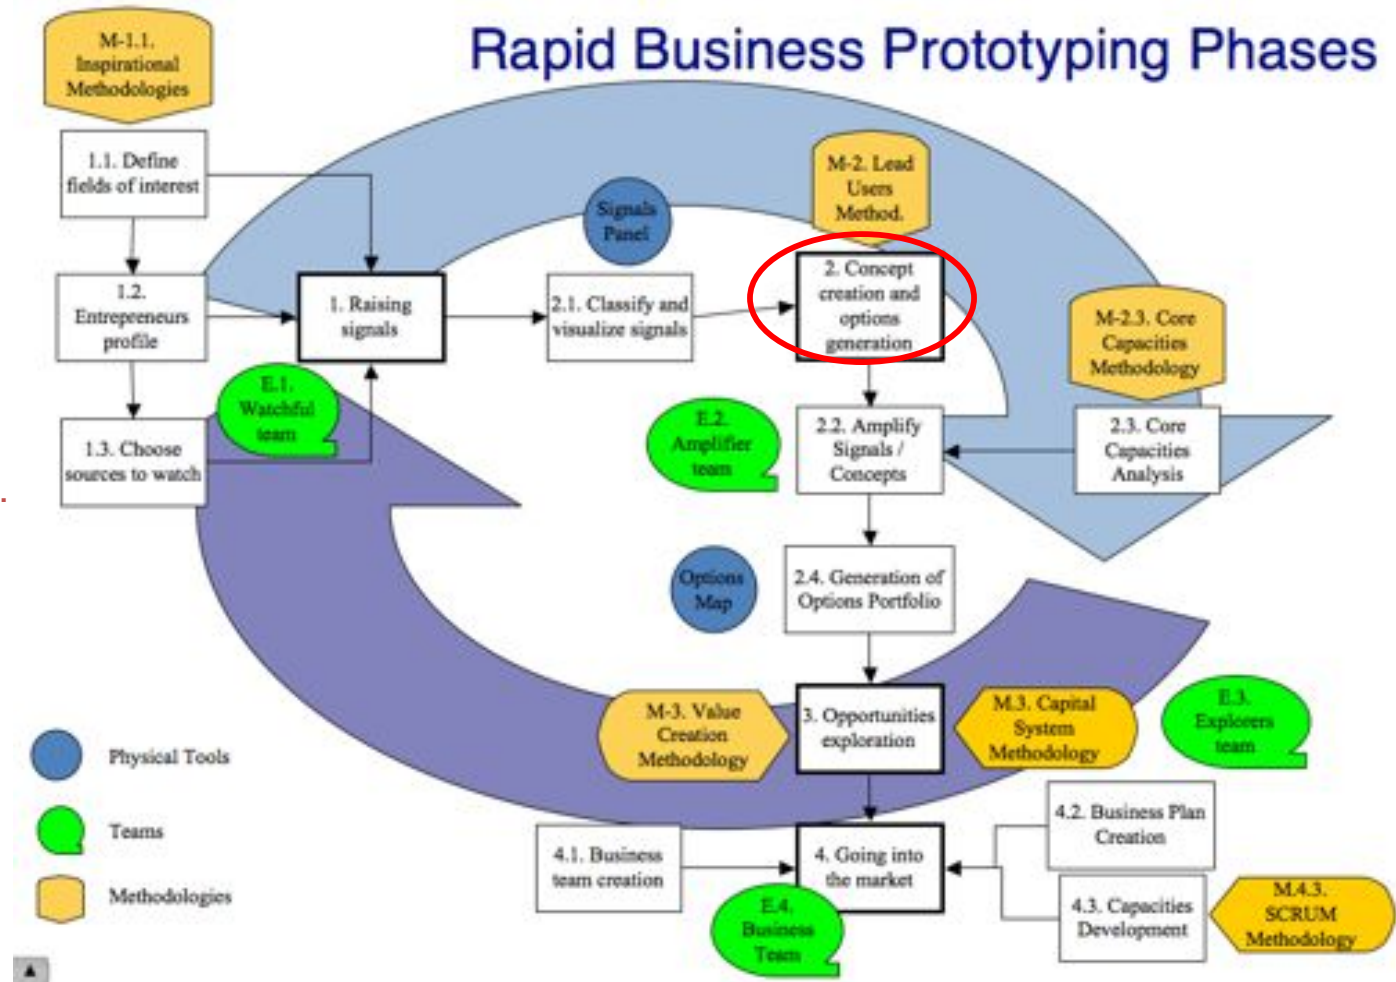 Rapid Business Prototyping Phases
M-1.1.
Inspirational
Methodologies
1.1. Define
fields of interest
1.2.
Entrepreneurs
profile
1.3. Choose
sources to watch
E.1.
Watchful
team
1. Raising
signals
Signals
Panel
2.1. Classify and
visualize signals
M-2. Lead
Users
Method.
2. Concept
creation and
options
generation
M-2.3. Core
Capacities
Methodology
E.2.
Amplifier
team
2.2. Amplify
Signals /
Concepts
2.3. Core
Capacities
Analysis
Options
Map
2.4. Generation of
Options Portfolio
M-3. Value
Creation
Methodology
3. Opportunities
exploration
M.3. Capital
System
Methodology
E.3.
Explorers
team
4.1. Business
team creation
4. Going into
the market
4.2. Business Plan
Creation
4.3. Capacities
Development
M.4.3.
SCRUM
Methodology
E.4.
Business
Team
Physical Tools
Teams
Methodologies